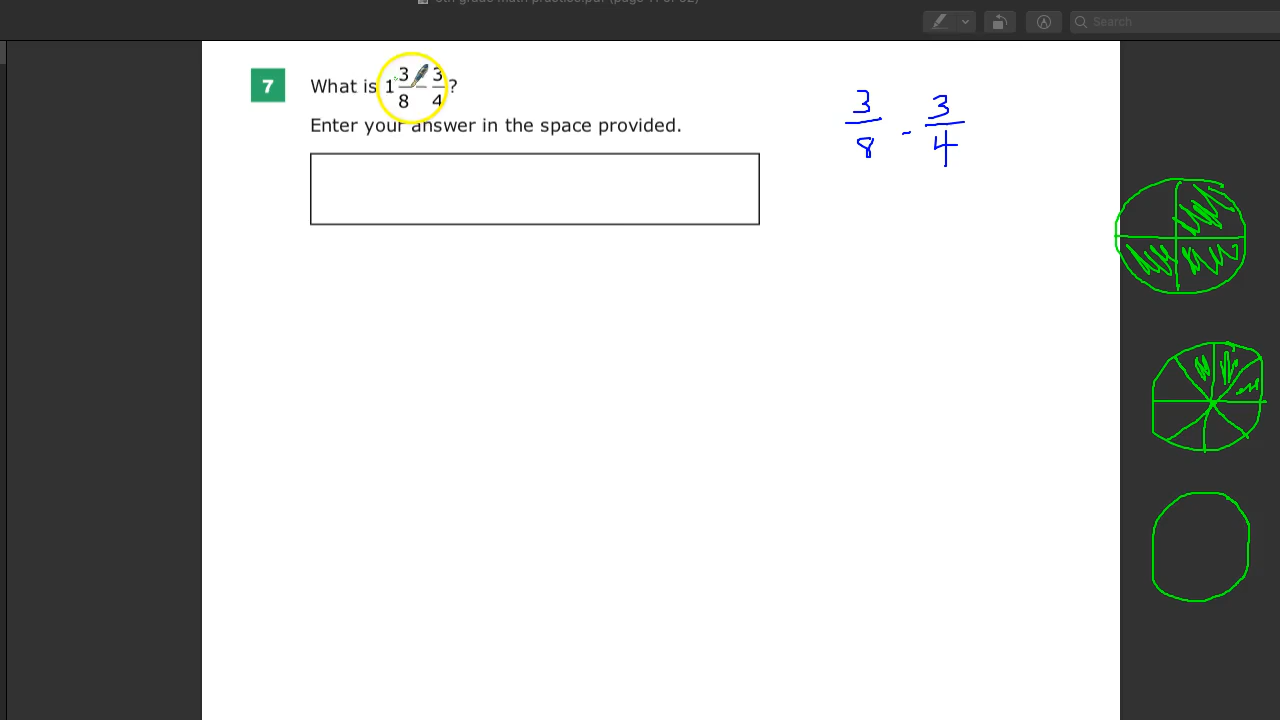 Search
7 What is 1 3/8 − 3/4 ?
Enter your answer in the space provided.
3/8 - 3/4